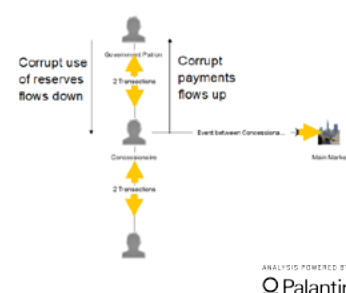 Government Patron
Corrupt use
of reserves
flows down
Corrupt
payments
flows up
2 Transactions
Event between Concessiona...
Main Marke
Concessionaire
2 Transactions
ANALYSIS POWERED BY
Palantir